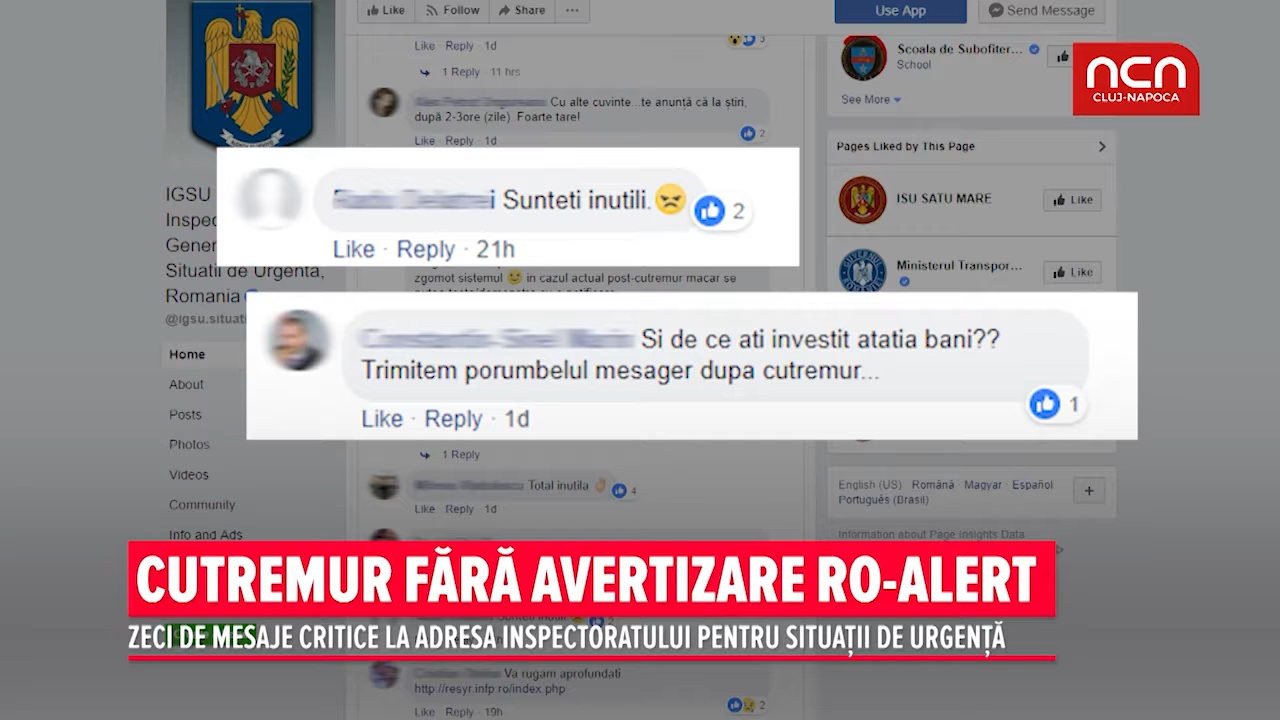 Like Follow Share ...
Use App Send Message
Like · Reply · 1d 3
1 Reply 11 hrs
Cu alte cuvinte...te anunță că la știri,
după 2-3ore (zile). Foarte tare!
Like · Reply · 1d 2
Scoala de Subofiter...
School
See More
ncn
CLUJ-NAPOCA
Pages Liked by This Page
ISU SATU MARE Like
Ministerul Transpor... Like
Sunteti inutili. 2
Like · Reply · 21h
IGSU
Inspec
Gener
Situatii de Urgenta,
Romania
@igsu.situati
zgomot sistemul 😉 in cazul actual post-cutremur macar se
Si de ce ati investit atatia bani??
Trimitem porumbelul mesager dupa cutremur...
Like · Reply · 1d 1
Home
About
Posts
Photos
Videos
Community
Info and Ads
1 Reply
Total inutila 4
Like · Reply · 1d
English (US) · Română · Magyar · Español
Português (Brasil)
Information about Page Insights Data
CUTREMUR FĂRĂ AVERTIZARE RO-ALERT
ZECI DE MESAJE CRITICE LA ADRESA INSPECTORATULUI PENTRU SITUAȚII DE URGENȚĂ
Va rugam aprofundati
http://resyr.infp.ro/index.php
Like · Reply · 19h 2